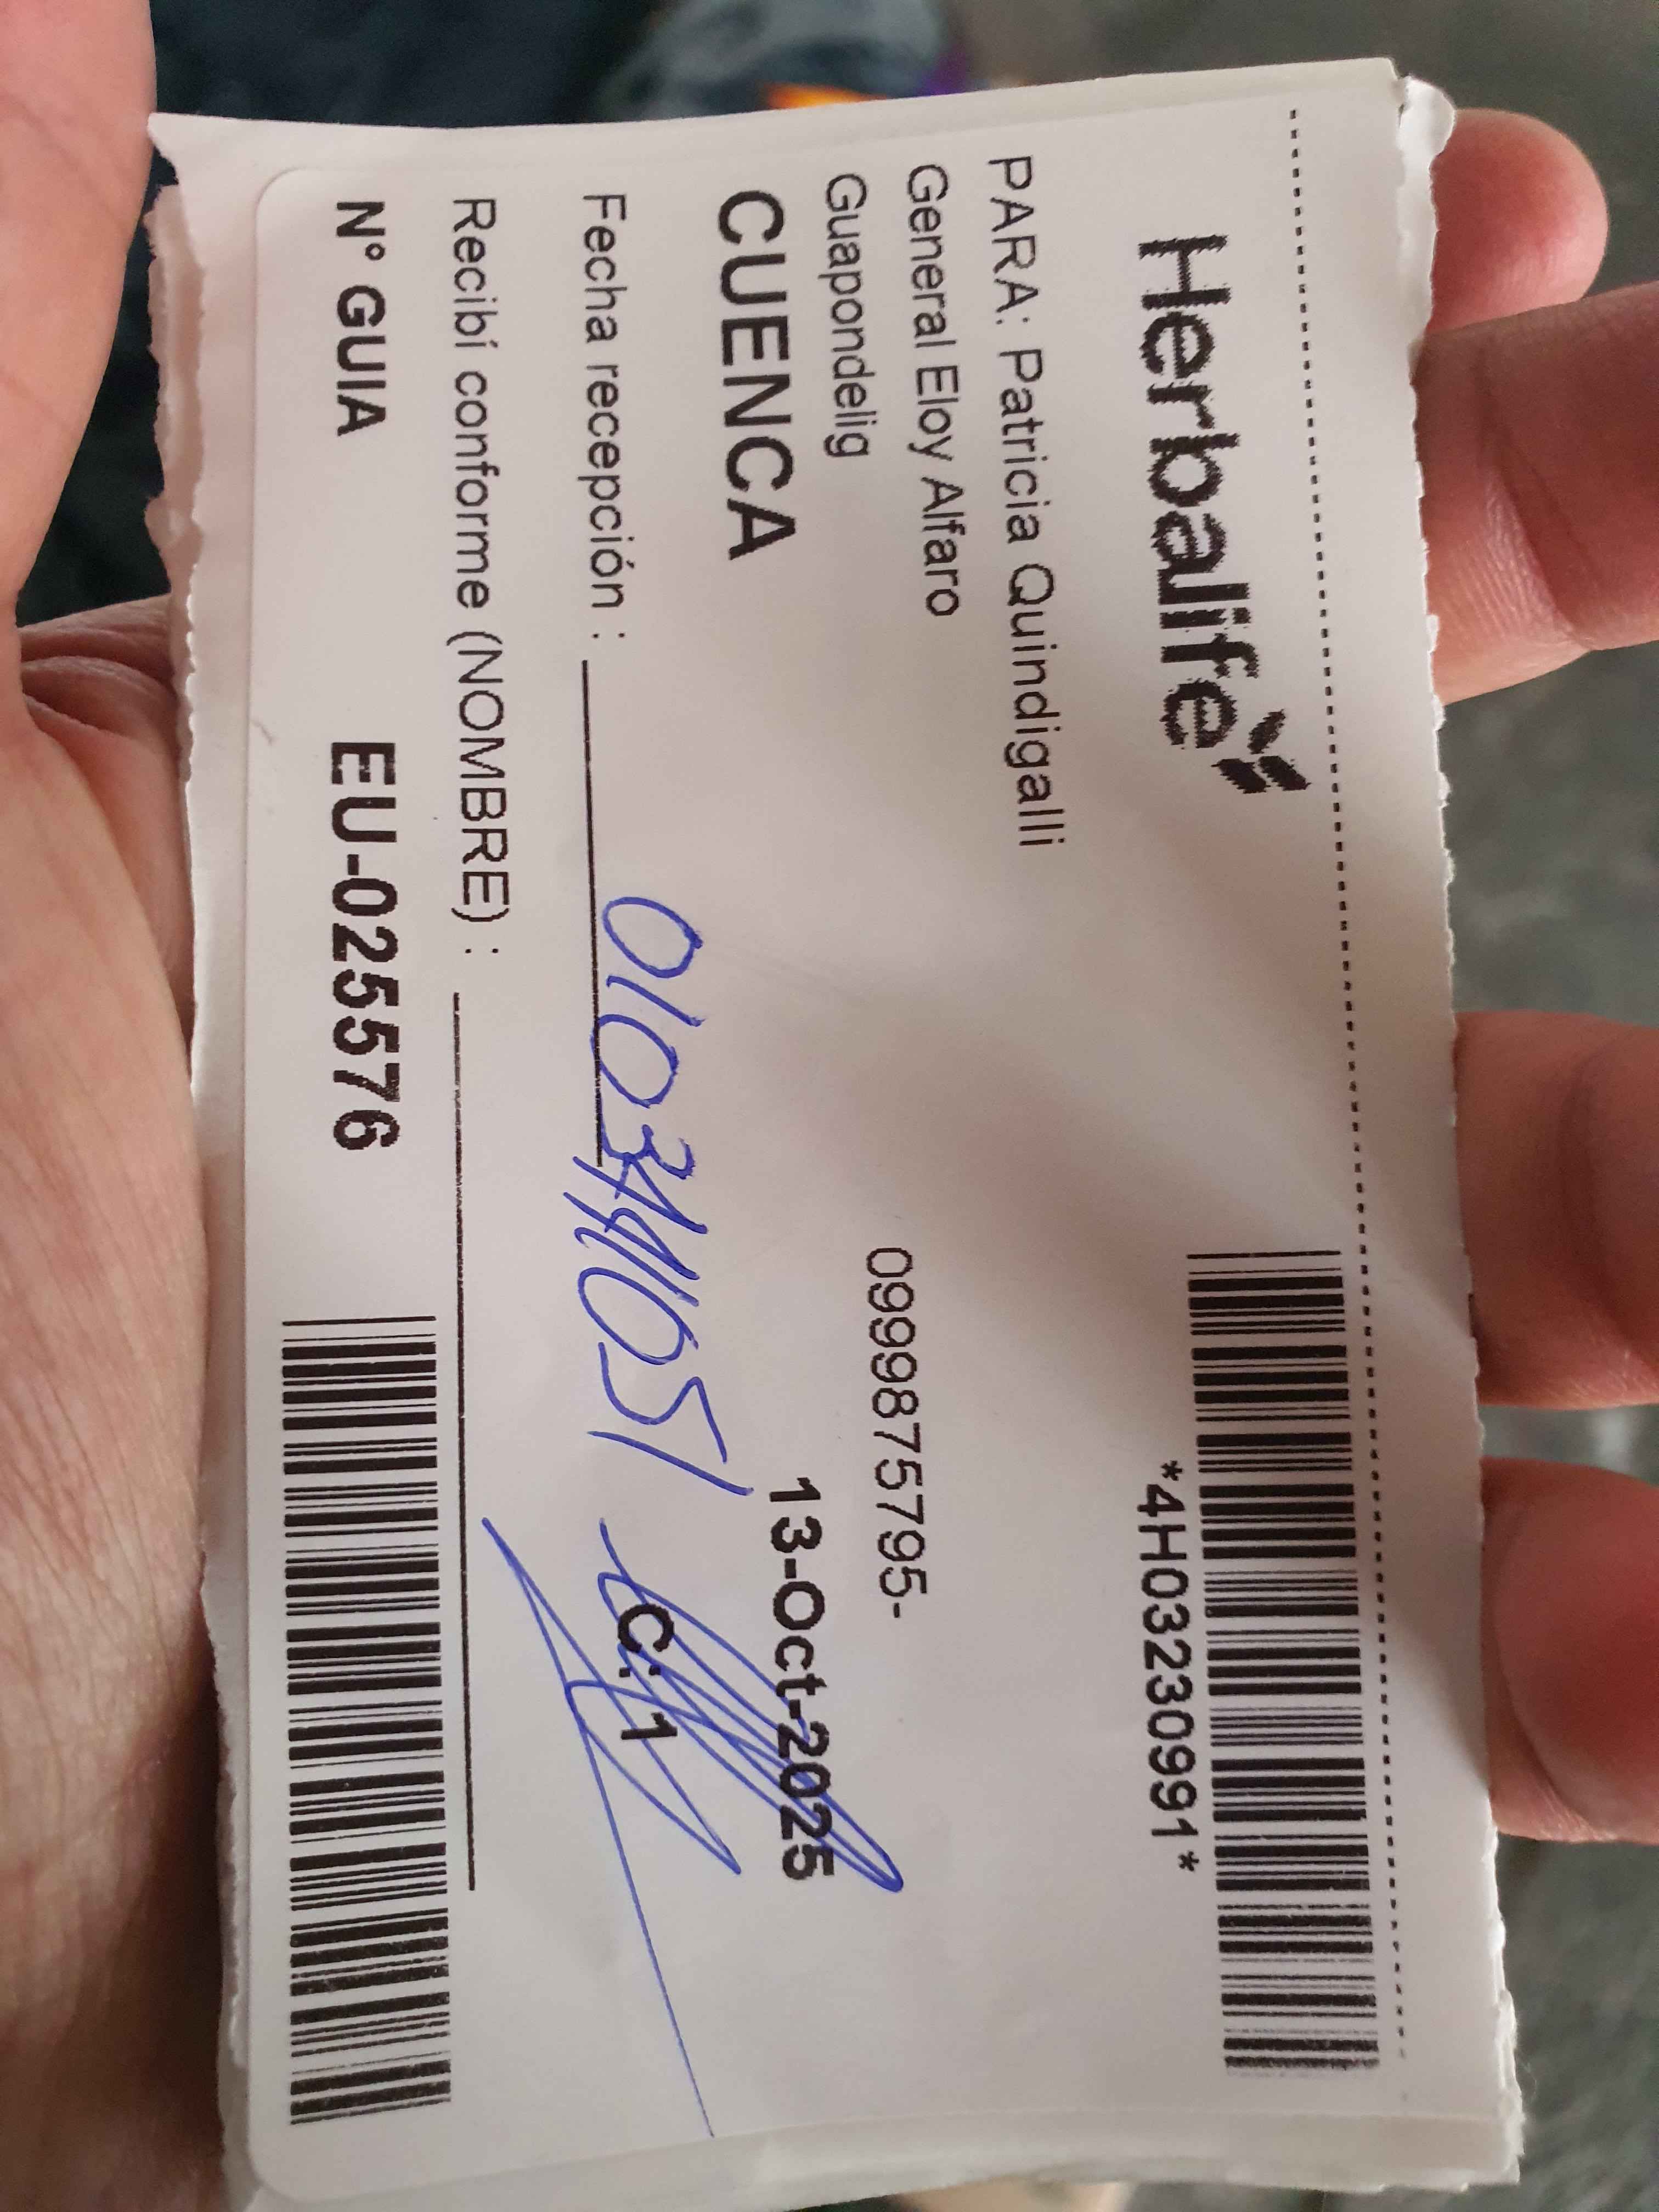 Herbalife
*4H03230991*
PARA: Patricia Quindigalli
General Eloy Alfaro
Guapondelig
0999875795-
CUENCA
13-Oct-2025
Fecha recepción :
C:1
Recibí conforme (NOMBRE) :
N° GUIA EU-025576